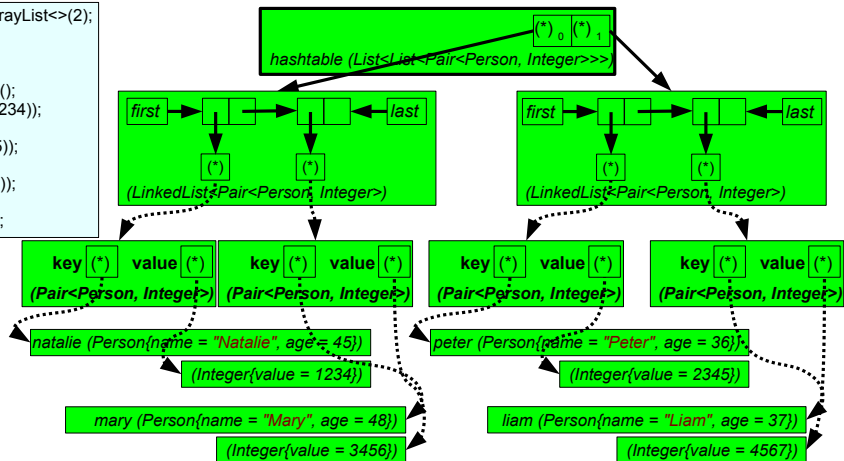 rayList<>(2);
();
234));
5));
));
;
(*) 0 (*) 1
hashtable (List<List<Pair<Person, Integer>>>)
first last
(*) (*)
(LinkedList<Pair<Person, Integer>)
first last
(*) (*)
(LinkedList<Pair<Person, Integer>)
key (*) value (*)
(Pair<Person, Integer>)
key (*) value (*)
(Pair<Person, Integer>)
key (*) value (*)
(Pair<Person, Integer>)
key (*) value (*)
(Pair<Person, Integer>)
natalie (Person{name = "Natalie", age = 45})
(Integer{value = 1234})
mary (Person{name = "Mary", age = 48})
(Integer{value = 3456})
peter (Person{name = "Peter", age = 36})
(Integer{value = 2345})
liam (Person{name = "Liam", age = 37})
(Integer{value = 4567})